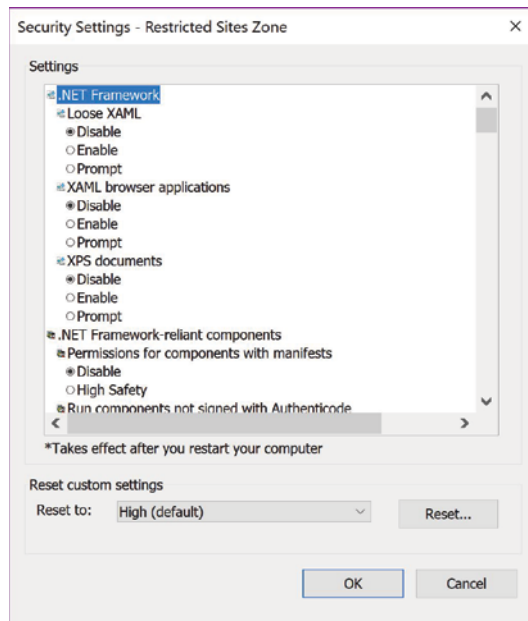 Security Settings - Restricted Sites Zone
Settings
.NET Framework
Loose XAML
Disable
Enable
Prompt
XAML browser applications
Disable
Enable
Prompt
XPS documents
Disable
Enable
Prompt
.NET Framework-reliant components
Permissions for components with manifests
Disable
High Safety
Run components not signed with Authenticode
*Takes effect after you restart your computer
Reset custom settings
Reset to: High (default) Reset...
OK Cancel